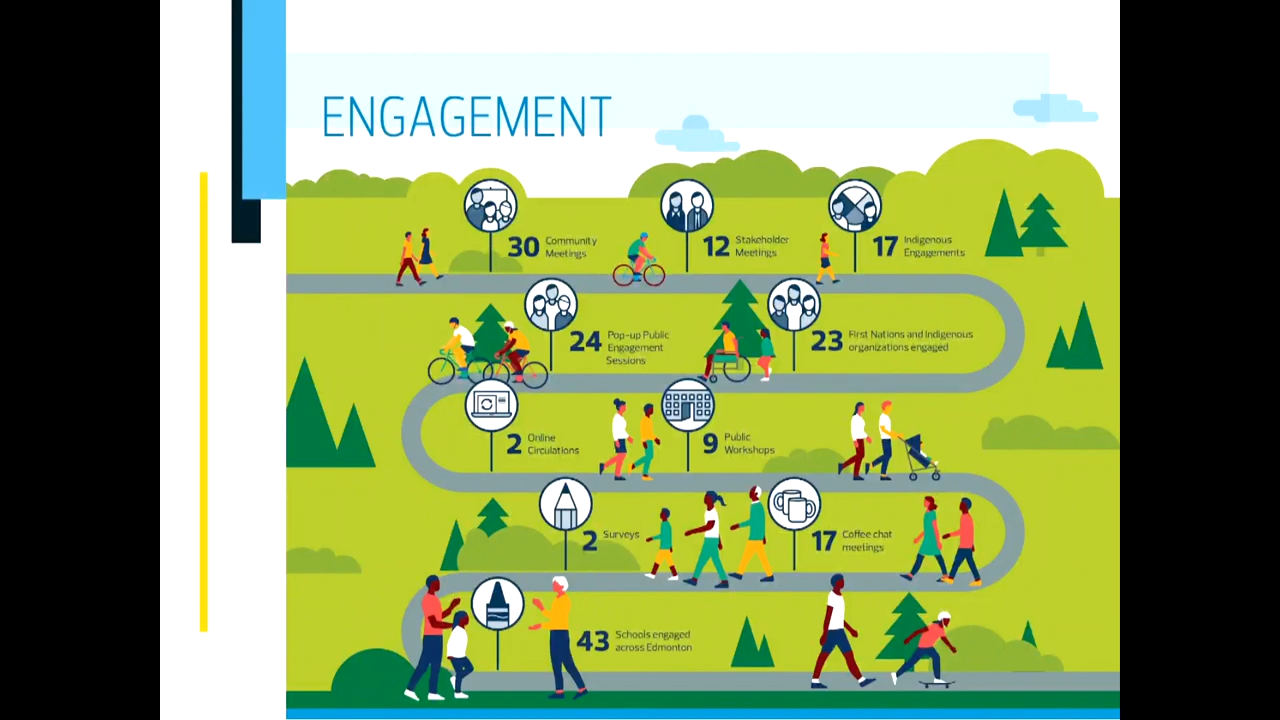 ENGAGEMENT
30 Community
Meetings
12 Stakeholder
Meetings
17 Indigenous
Engagements
24 Pop-up Public
Engagement
Sessions
23 First Nations and Indigenous
organizations engaged
2 Online
Circulations
9 Public
Workshops
2 Surveys
17 Coffee chat
meetings
43 Schools engaged
across Edmonton